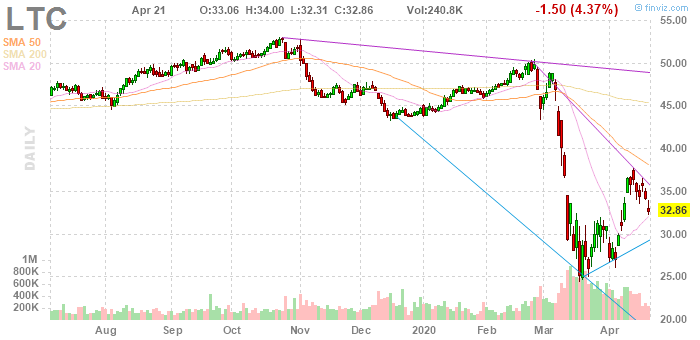 LTC Apr 21 O:33.06 H:34.00 L:32.31 C:32.86 Vol:240.8K -1.50 (4.37%)
© finviz.com
SMA 50
SMA 200
SMA 20
DAILY
55.00
50.00
45.00
40.00
35.00
32.86
30.00
25.00
20.00
1M
800K
600K
400K
200K
Aug Sep Oct Nov Dec 2020 Feb Mar Apr